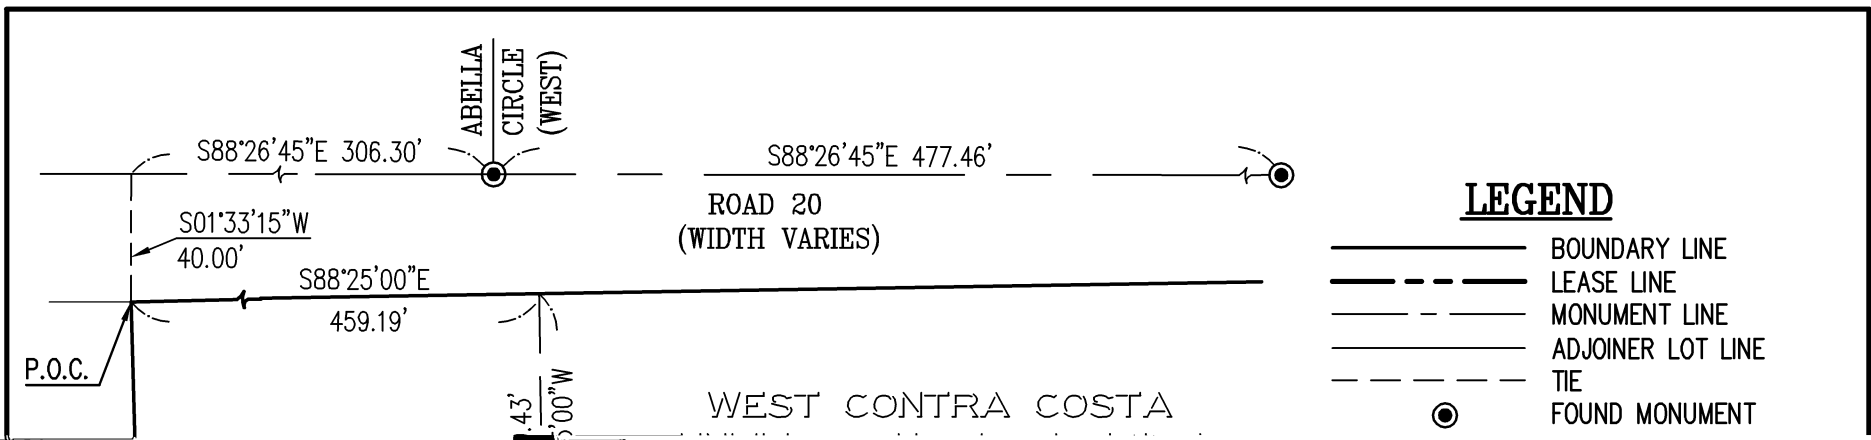 ABELLA
CIRCLE
(WEST)
S88°26'45"E 306.30'
S88°26'45"E 477.46'
ROAD 20
(WIDTH VARIES)
S01°33'15"W
40.00'
S88°25'00"E
459.19'
P.O.C.
.43'
'00"W
WEST CONTRA COSTA
LEGEND
BOUNDARY LINE
LEASE LINE
MONUMENT LINE
ADJOINER LOT LINE
TIE
FOUND MONUMENT